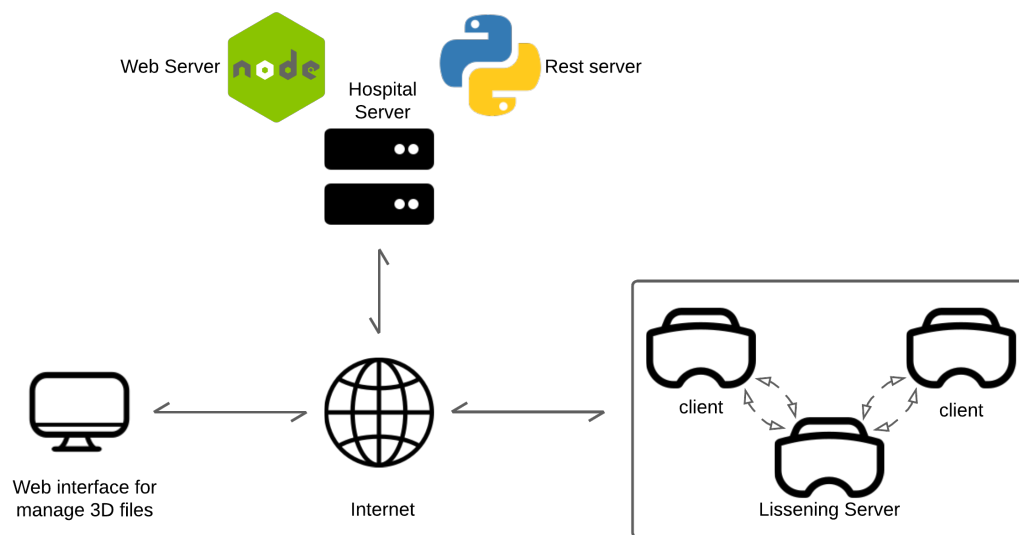 Web Server
node
Rest server
Hospital
Server
client
client
Lissening Server
Web interface for
manage 3D files
Internet